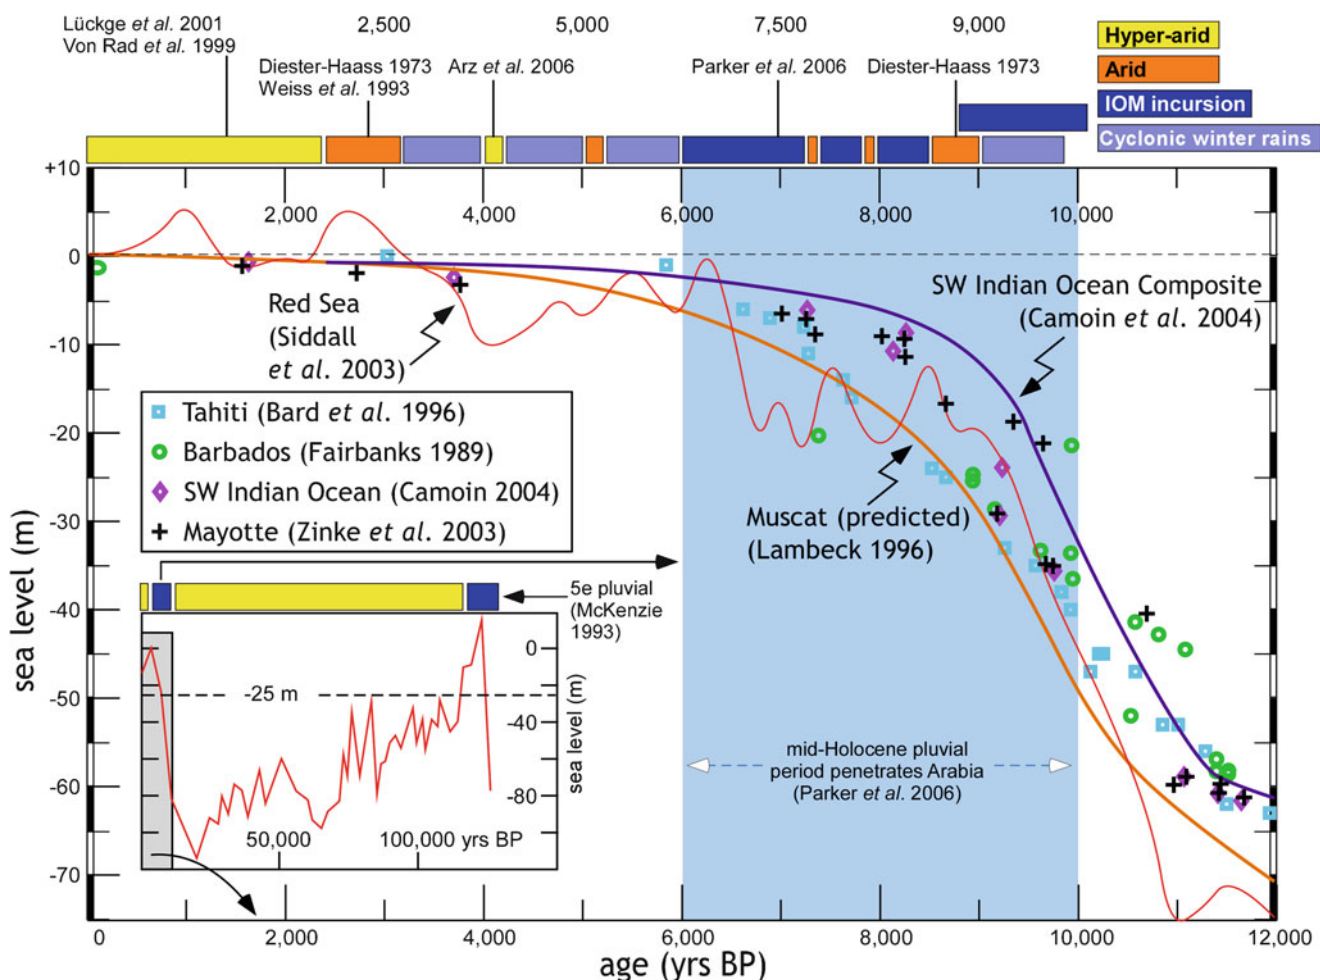 Lückge et al. 2001
Von Rad et al. 1999
2,500
5,000
7,500
9,000
Diester-Haass 1973
Weiss et al. 1993
Arz et al. 2006
Parker et al. 2006
Diester-Haass 1973
Hyper-arid
Arid
IOM incursion
Cyclonic winter rains
+10
0
-10
-20
-30
-40
-50
-60
-70
sea level (m)
2,000
4,000
6,000
8,000
10,000
Red Sea
(Siddall
et al. 2003)
SW Indian Ocean Composite
(Camoin et al. 2004)
Tahiti (Bard et al. 1996)
Barbados (Fairbanks 1989)
SW Indian Ocean (Camoin 2004)
Mayotte (Zinke et al. 2003)
Muscat (predicted)
(Lambeck 1996)
5e pluvial
(McKenzie
1993)
-25 m
0
-40
-80
sea level (m)
50,000
100,000 yrs BP
mid-Holocene pluvial
period penetrates Arabia
(Parker et al. 2006)
0
2,000
4,000
6,000
8,000
10,000
12,000
age (yrs BP)